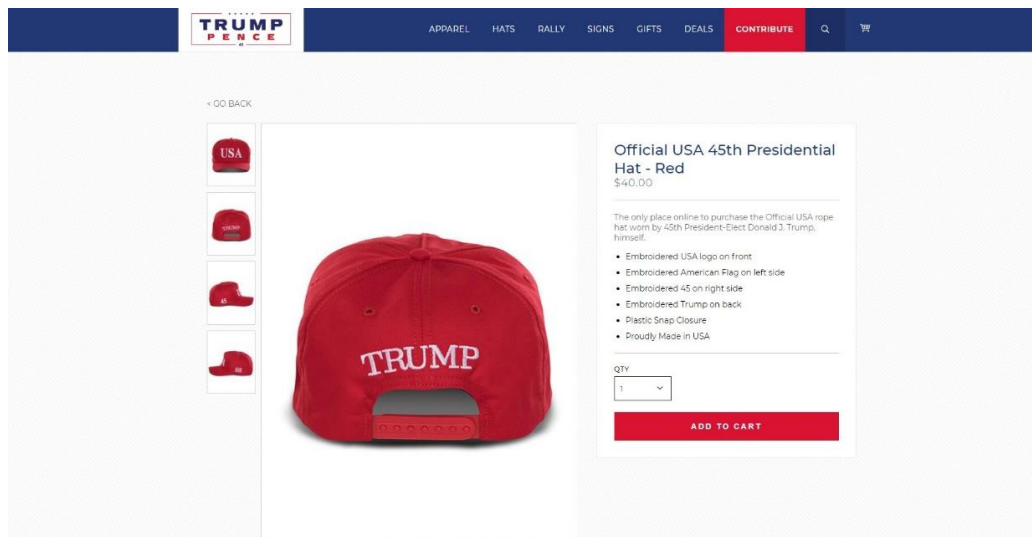 TRUMP
PENCE
APPAREL
HATS
RALLY
SIGNS
GIFTS
DEALS
CONTRIBUTE
< GO BACK
USA
TRUMP
45
TRUMP
Official USA 45th Presidential
Hat - Red
$40.00
The only place online to purchase the Official USA rope
hat worn by 45th President-Elect Donald J. Trump,
himself.
• Embroidered USA logo on front
• Embroidered American Flag on left side
• Embroidered 45 on right side
• Embroidered Trump on back
• Plastic Snap Closure
• Proudly Made in USA
QTY
1
ADD TO CART